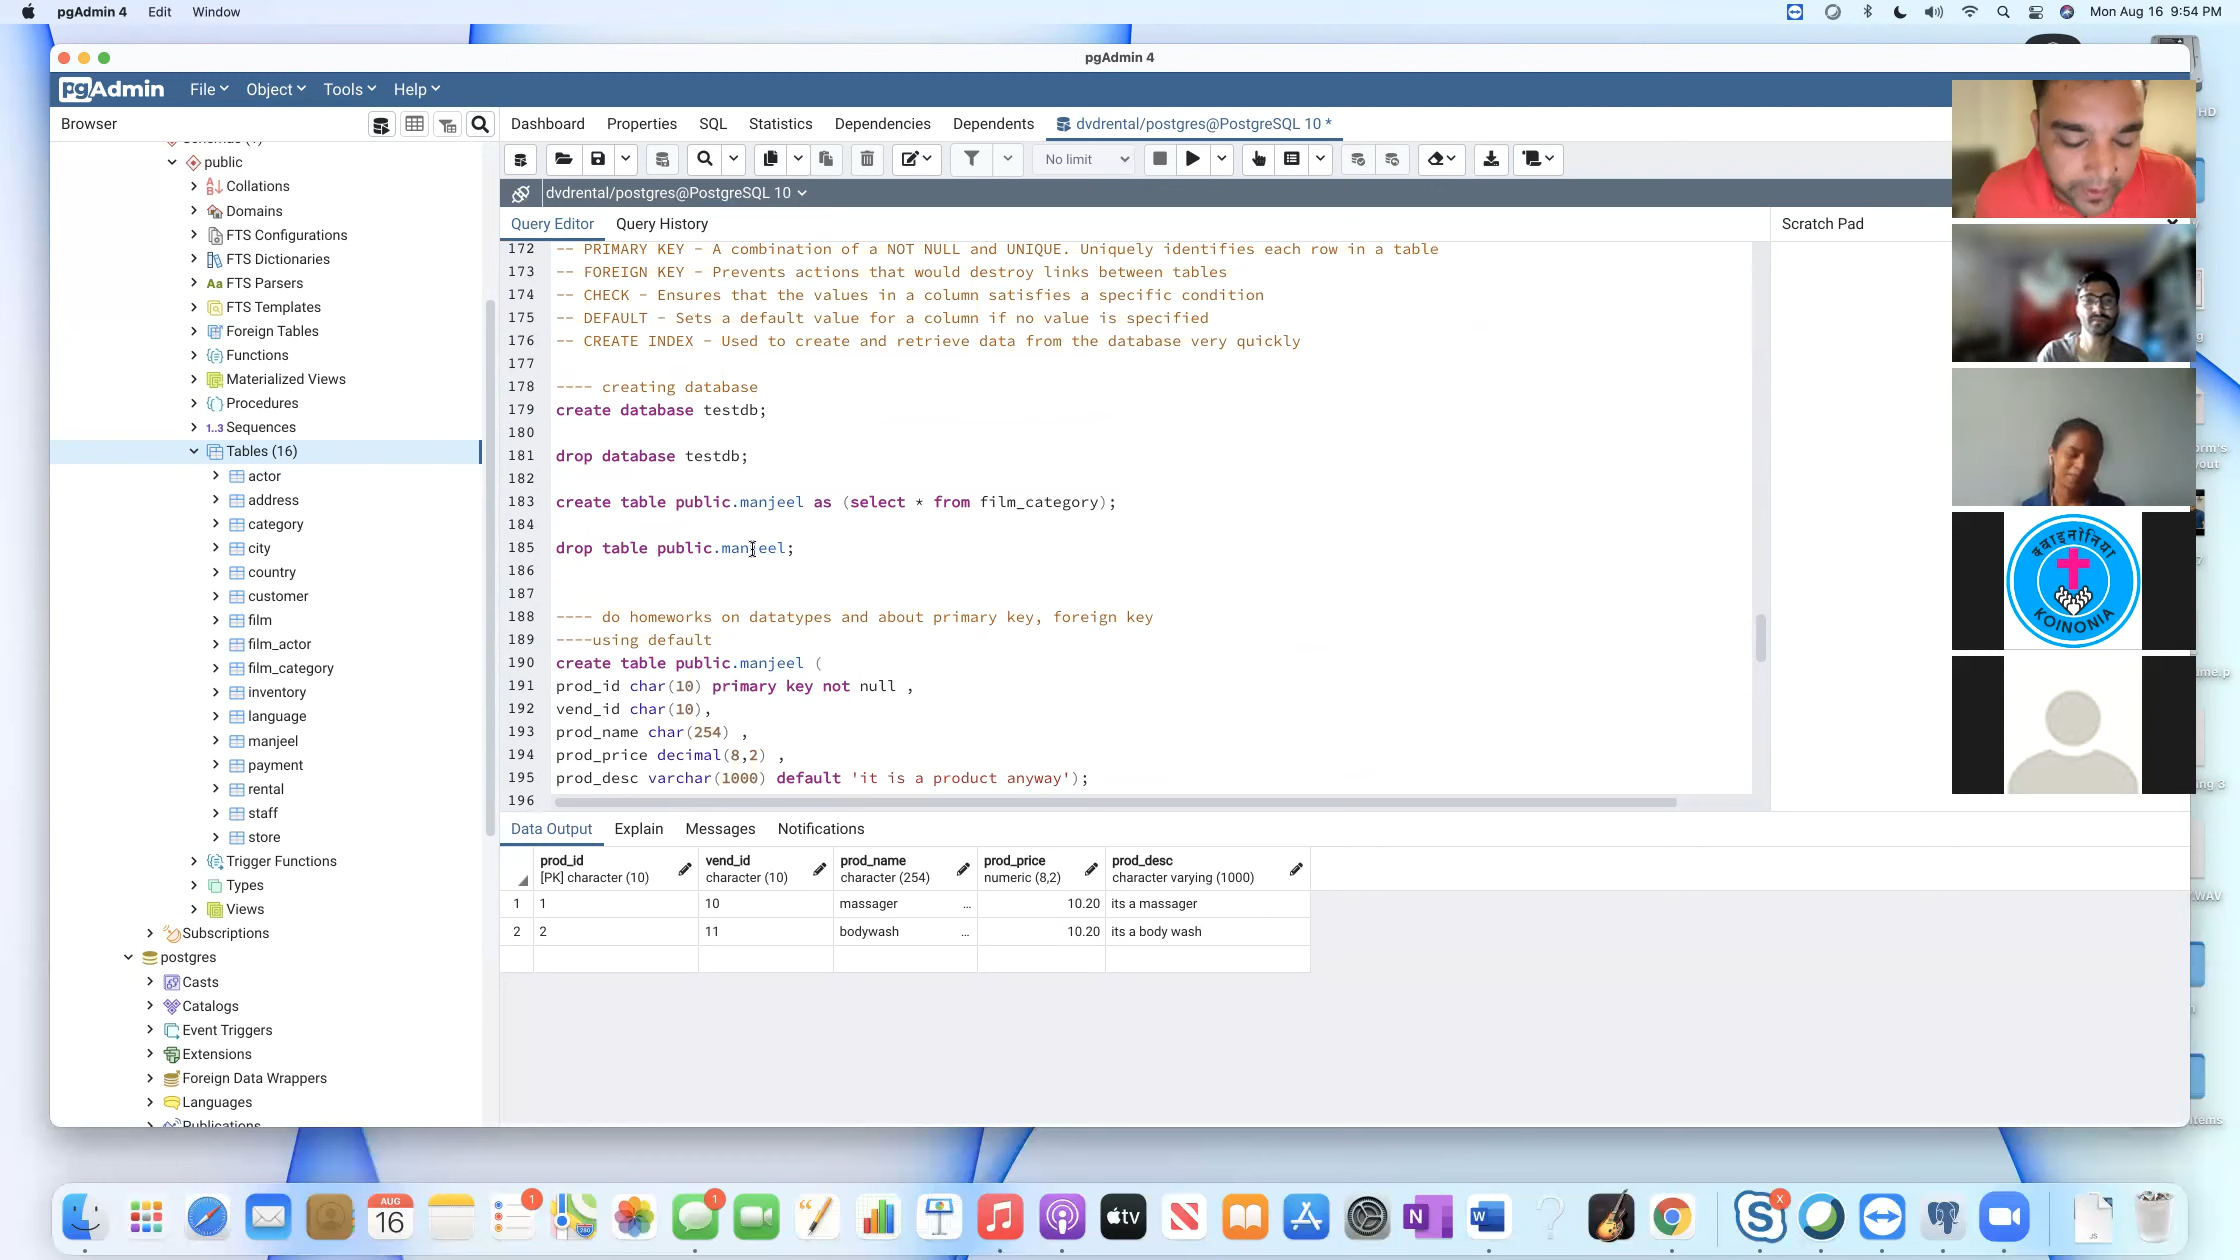 pgAdmin 4 Edit Window Mon Aug 16 9:54 PM
pgAdmin 4
pgAdmin File Object Tools Help
Browser
Dashboard Properties SQL Statistics Dependencies Dependents dvdrental/postgres@PostgreSQL 10 *
No limit
dvdrental/postgres@PostgreSQL 10
Query Editor Query History
Scratch Pad
public
Collations
Domains
FTS Configurations
FTS Dictionaries
Aa FTS Parsers
FTS Templates
Foreign Tables
Functions
Materialized Views
Procedures
1..3 Sequences
Tables (16)
actor
address
category
city
country
customer
film
film_actor
film_category
inventory
language
manjeel
payment
rental
staff
store
Trigger Functions
Types
Views
Subscriptions
postgres
Casts
Catalogs
Event Triggers
Extensions
Foreign Data Wrappers
Languages
Publications
172 -- PRIMARY KEY - A combination of a NOT NULL and UNIQUE. Uniquely identifies each row in a table
173 -- FOREIGN KEY - Prevents actions that would destroy links between tables
174 -- CHECK - Ensures that the values in a column satisfies a specific condition
175 -- DEFAULT - Sets a default value for a column if no value is specified
176 -- CREATE INDEX - Used to create and retrieve data from the database very quickly
177
178 ---- creating database
179 create database testdb;
180
181 drop database testdb;
182
183 create table public.manjeel as (select * from film_category);
184
185 drop table public.manjeel;
186
187
188 ---- do homeworks on datatypes and about primary key, foreign key
189 ----using default
190 create table public.manjeel (
191 prod_id char(10) primary key not null ,
192 vend_id char(10),
193 prod_name char(254) ,
194 prod_price decimal(8,2) ,
195 prod_desc varchar(1000) default 'it is a product anyway');
196
Data Output Explain Messages Notifications
prod_id vend_id prod_name prod_price prod_desc
[PK] character (10) character (10) character (254) numeric (8,2) character varying (1000)
1 1 10 massager ... 10.20 its a massager
2 2 11 bodywash ... 10.20 its a body wash
क्वाइनोनिया
KOINONIA
HD
ing 3
.WAV
AUG
16
1
1
tv
N
W
X
JS